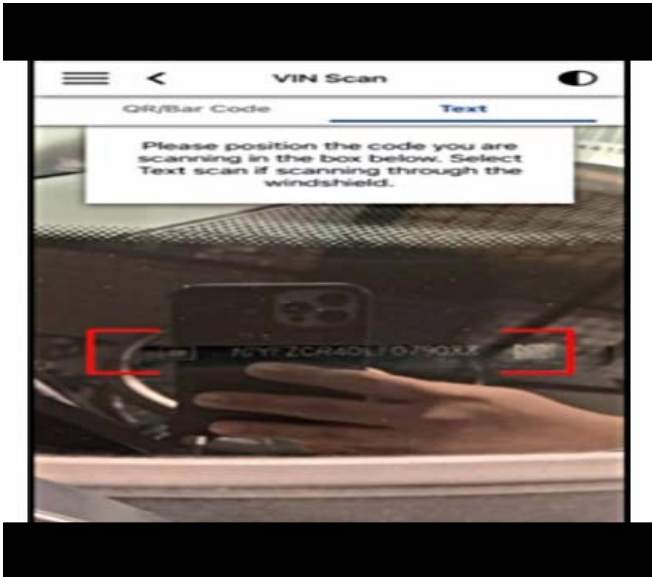 VIN Scan
QR/Bar Code Text
Please position the code you are
scanning in the box below. Select
Text scan if scanning through the
windshield.